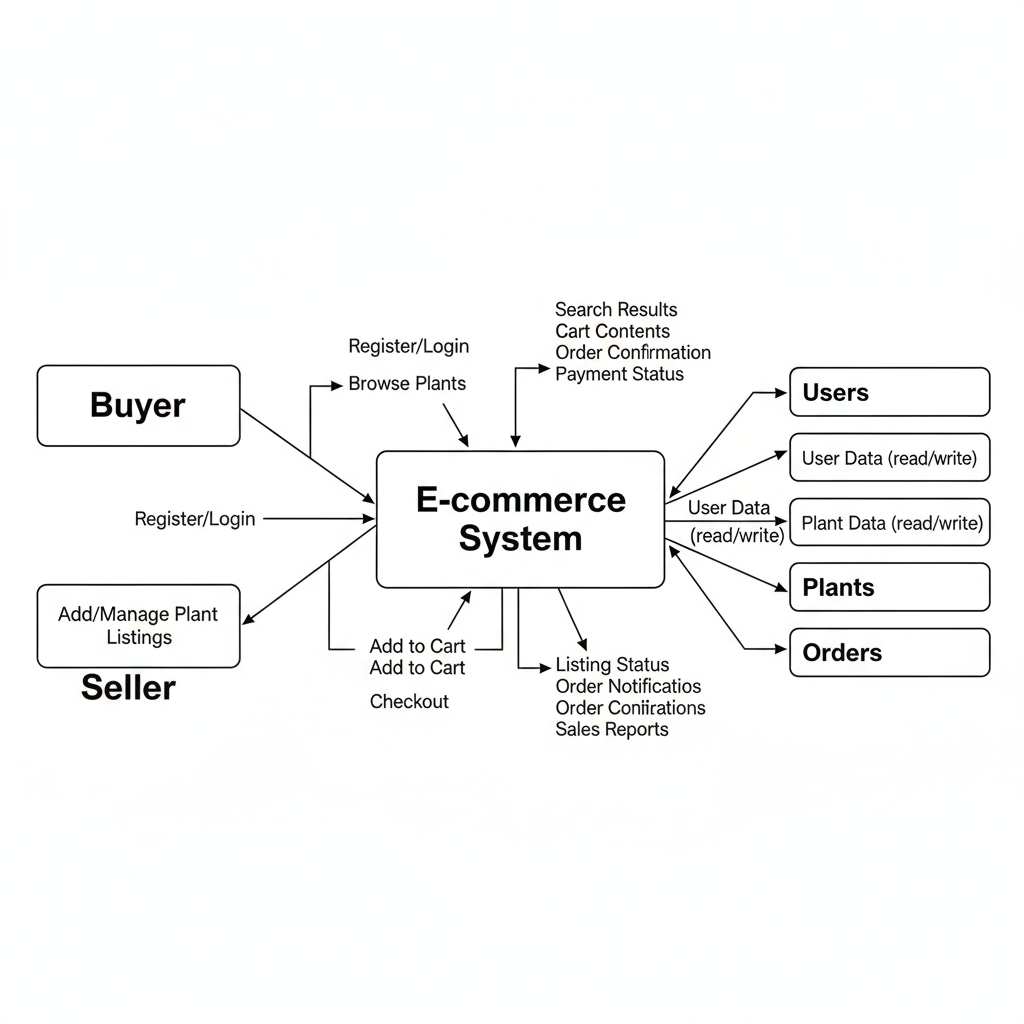 Search Results
Cart Contents
Order Confirmation
Payment Status
Register/Login
Browse Plants
Buyer
Users
User Data (read/write)
E-commerce
System
User Data
(read/write)
Plant Data (read/write)
Register/Login
Plants
Add/Manage Plant
Listings
Seller
Add to Cart
Add to Cart
Checkout
Listing Status
Order Notificatios
Order Coniirations
Sales Reports
Orders